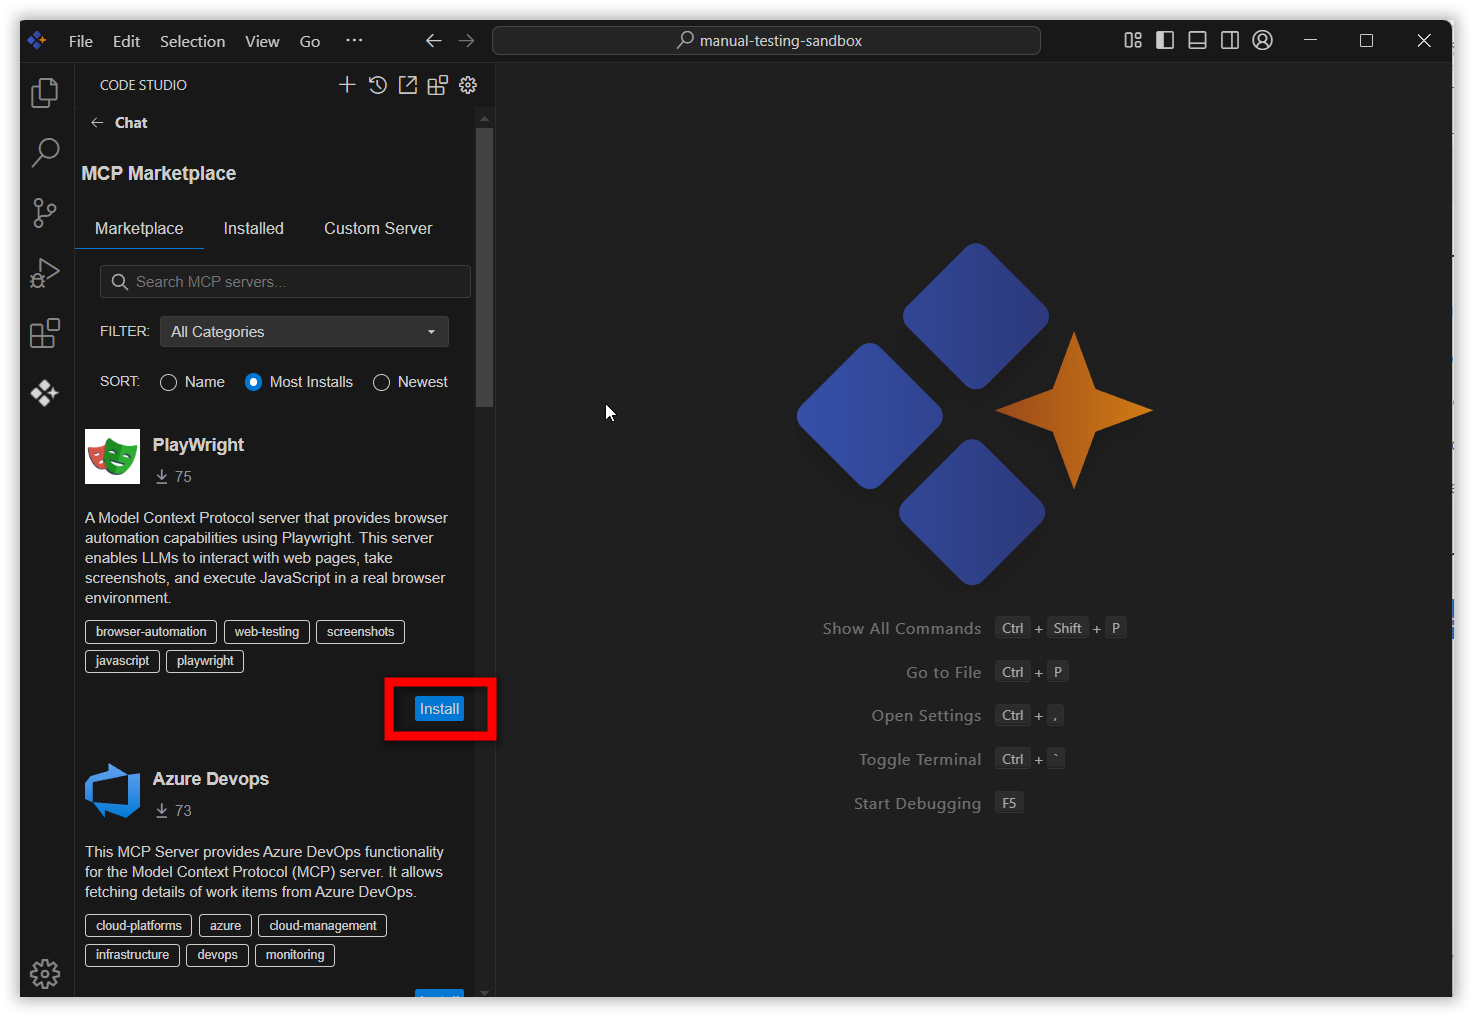 File Edit Selection View Go ···
manual-testing-sandbox
CODE STUDIO
Chat
MCP Marketplace
Marketplace Installed Custom Server
Search MCP servers...
FILTER: All Categories
SORT: Name Most Installs Newest
PlayWright
75
A Model Context Protocol server that provides browser
automation capabilities using Playwright. This server
enables LLMs to interact with web pages, take
screenshots, and execute JavaScript in a real browser
environment.
browser-automation web-testing screenshots
javascript playwright
Install
Azure Devops
73
This MCP Server provides Azure DevOps functionality
for the Model Context Protocol (MCP) server. It allows
fetching details of work items from Azure DevOps.
cloud-platforms azure cloud-management
infrastructure devops monitoring
Show All Commands Ctrl + Shift + P
Go to File Ctrl + P
Open Settings Ctrl + ,
Toggle Terminal Ctrl + `
Start Debugging F5